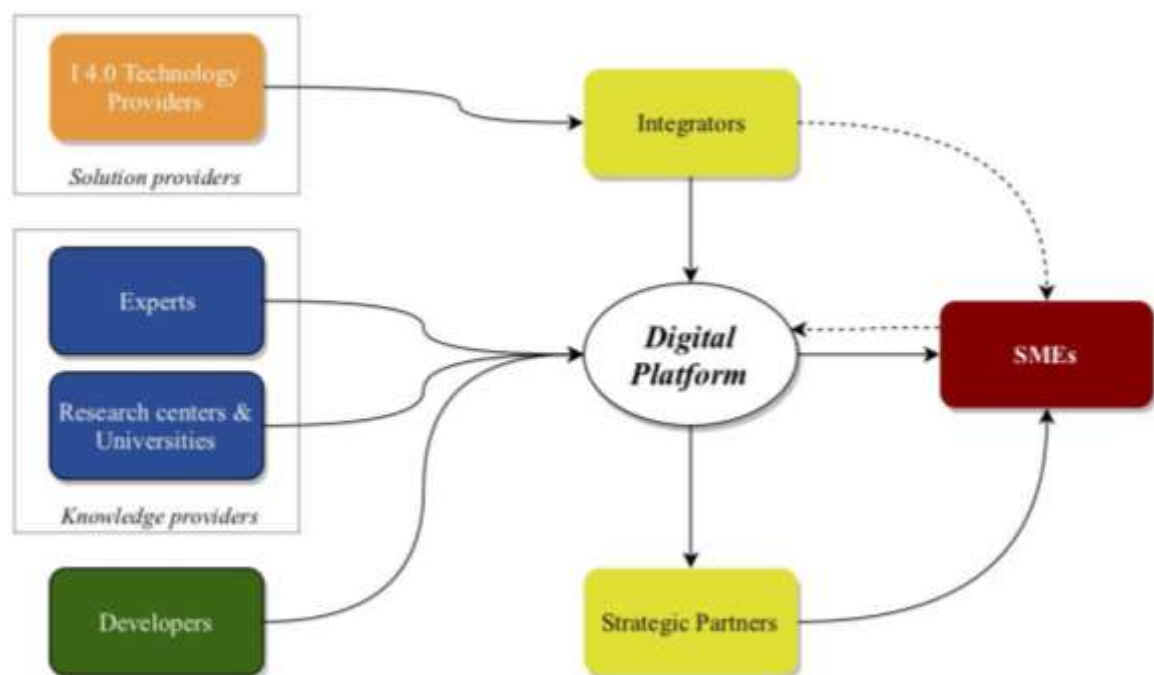 I 4.0 Technology
Providers
Solution providers
Integrators
Experts
Research centers &
Universities
Knowledge providers
Digital
Platform
SMEs
Developers
Strategic Partners